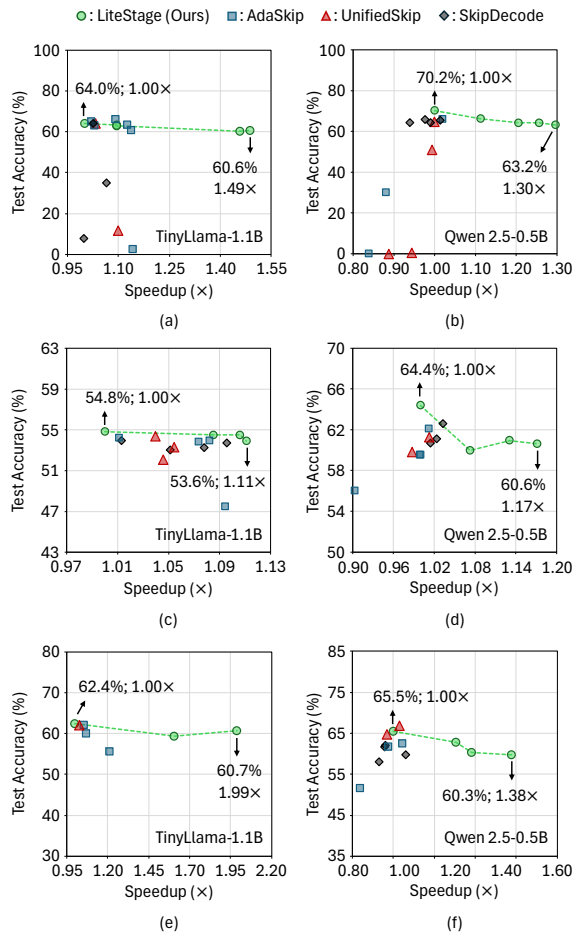 : LiteStage (Ours) : AdaSkip : UnifiedSkip : SkipDecode
Test Accuracy (%)
100
80
60
40
20
0
64.0%; 1.00×
60.6%
1.49×
TinyLlama-1.1B
0.95 1.10 1.25 1.40 1.55
Speedup (×)
(a)
Test Accuracy (%)
100
80
60
40
20
0
70.2%; 1.00×
63.2%
1.30×
Qwen 2.5-0.5B
0.80 0.90 1.00 1.10 1.20 1.30
Speedup (×)
(b)
Test Accuracy (%)
63
59
55
51
47
43
54.8%; 1.00×
53.6%; 1.11×
TinyLlama-1.1B
0.97 1.01 1.05 1.09 1.13
Speedup (×)
(c)
Test Accuracy (%)
70
66
62
58
54
50
64.4%; 1.00×
60.6%
1.17×
Qwen 2.5-0.5B
0.90 0.96 1.02 1.08 1.14 1.20
Speedup (×)
(d)
Test Accuracy (%)
80
70
60
50
40
30
62.4%; 1.00×
60.7%
1.99×
TinyLlama-1.1B
0.95 1.20 1.45 1.70 1.95 2.20
Speedup (×)
(e)
Test Accuracy (%)
85
75
65
55
45
35
65.5%; 1.00×
60.3%; 1.38×
Qwen 2.5-0.5B
0.80 1.00 1.20 1.40 1.60
Speedup (×)
(f)